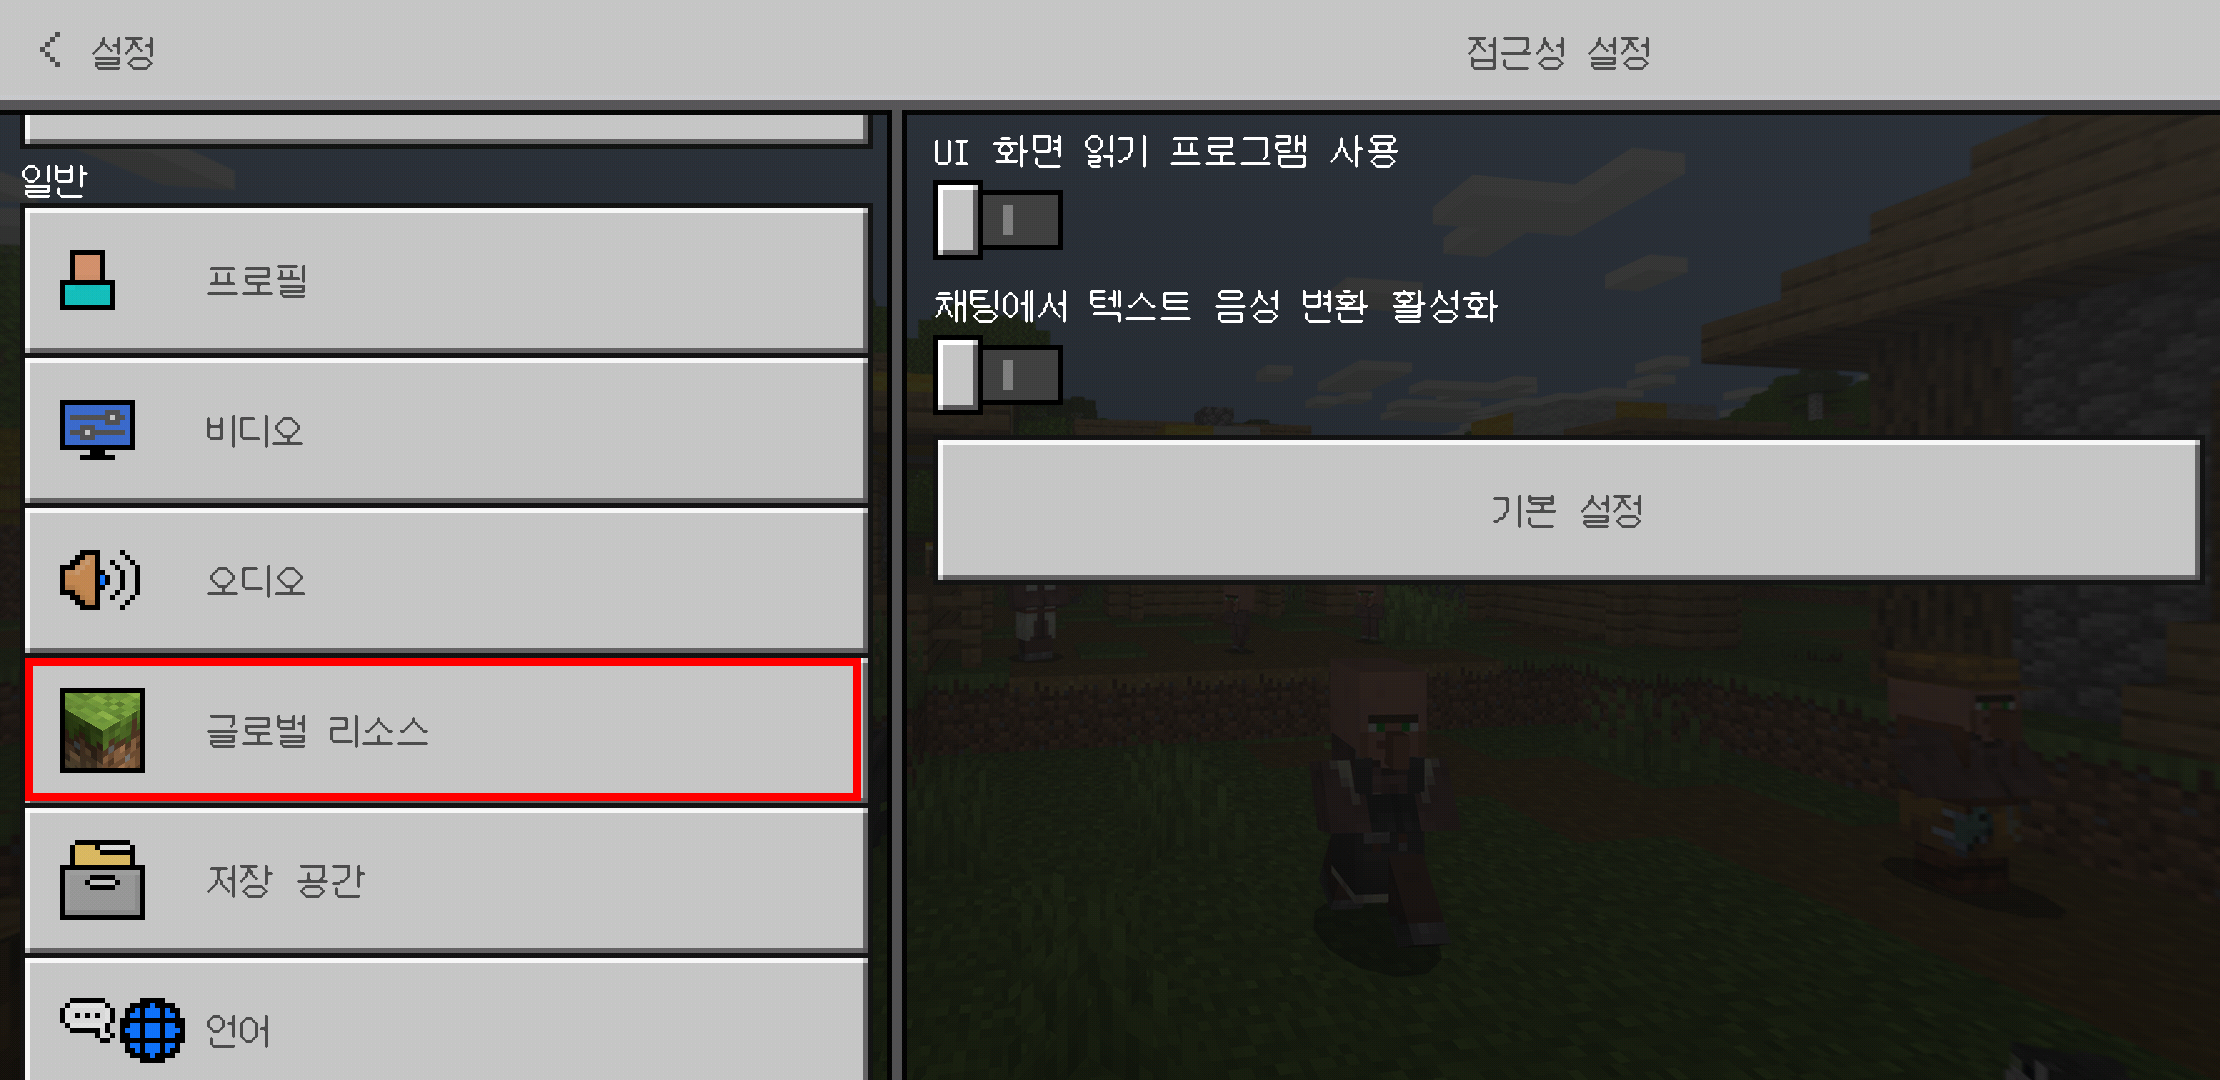 설정
접근성 설정
일반
프로필
비디오
오디오
글로벌 리소스
저장 공간
언어
UI 화면 읽기 프로그램 사용
채팅에서 텍스트 음성 변환 활성화
기본 설정